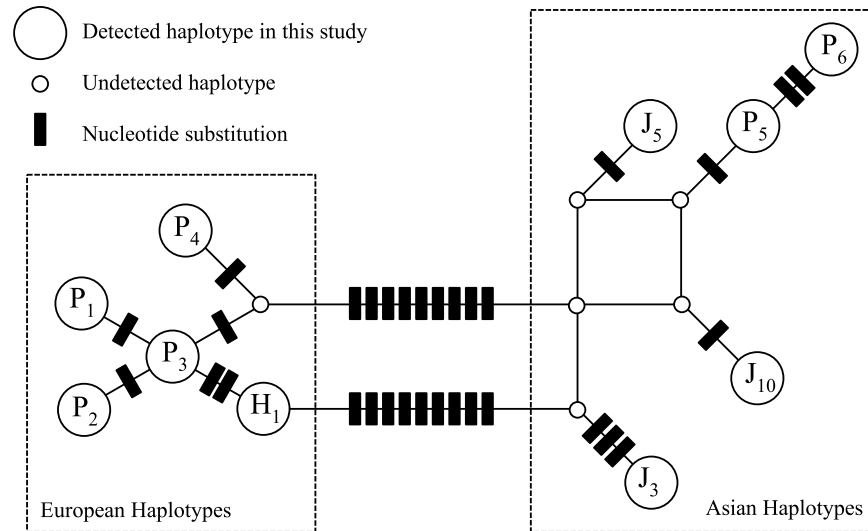 Detected haplotype in this study
Undetected haplotype
Nucleotide substitution
P6
J5
P5
P4
P1
P3
P2
H1
J10
J3
European Haplotypes
Asian Haplotypes